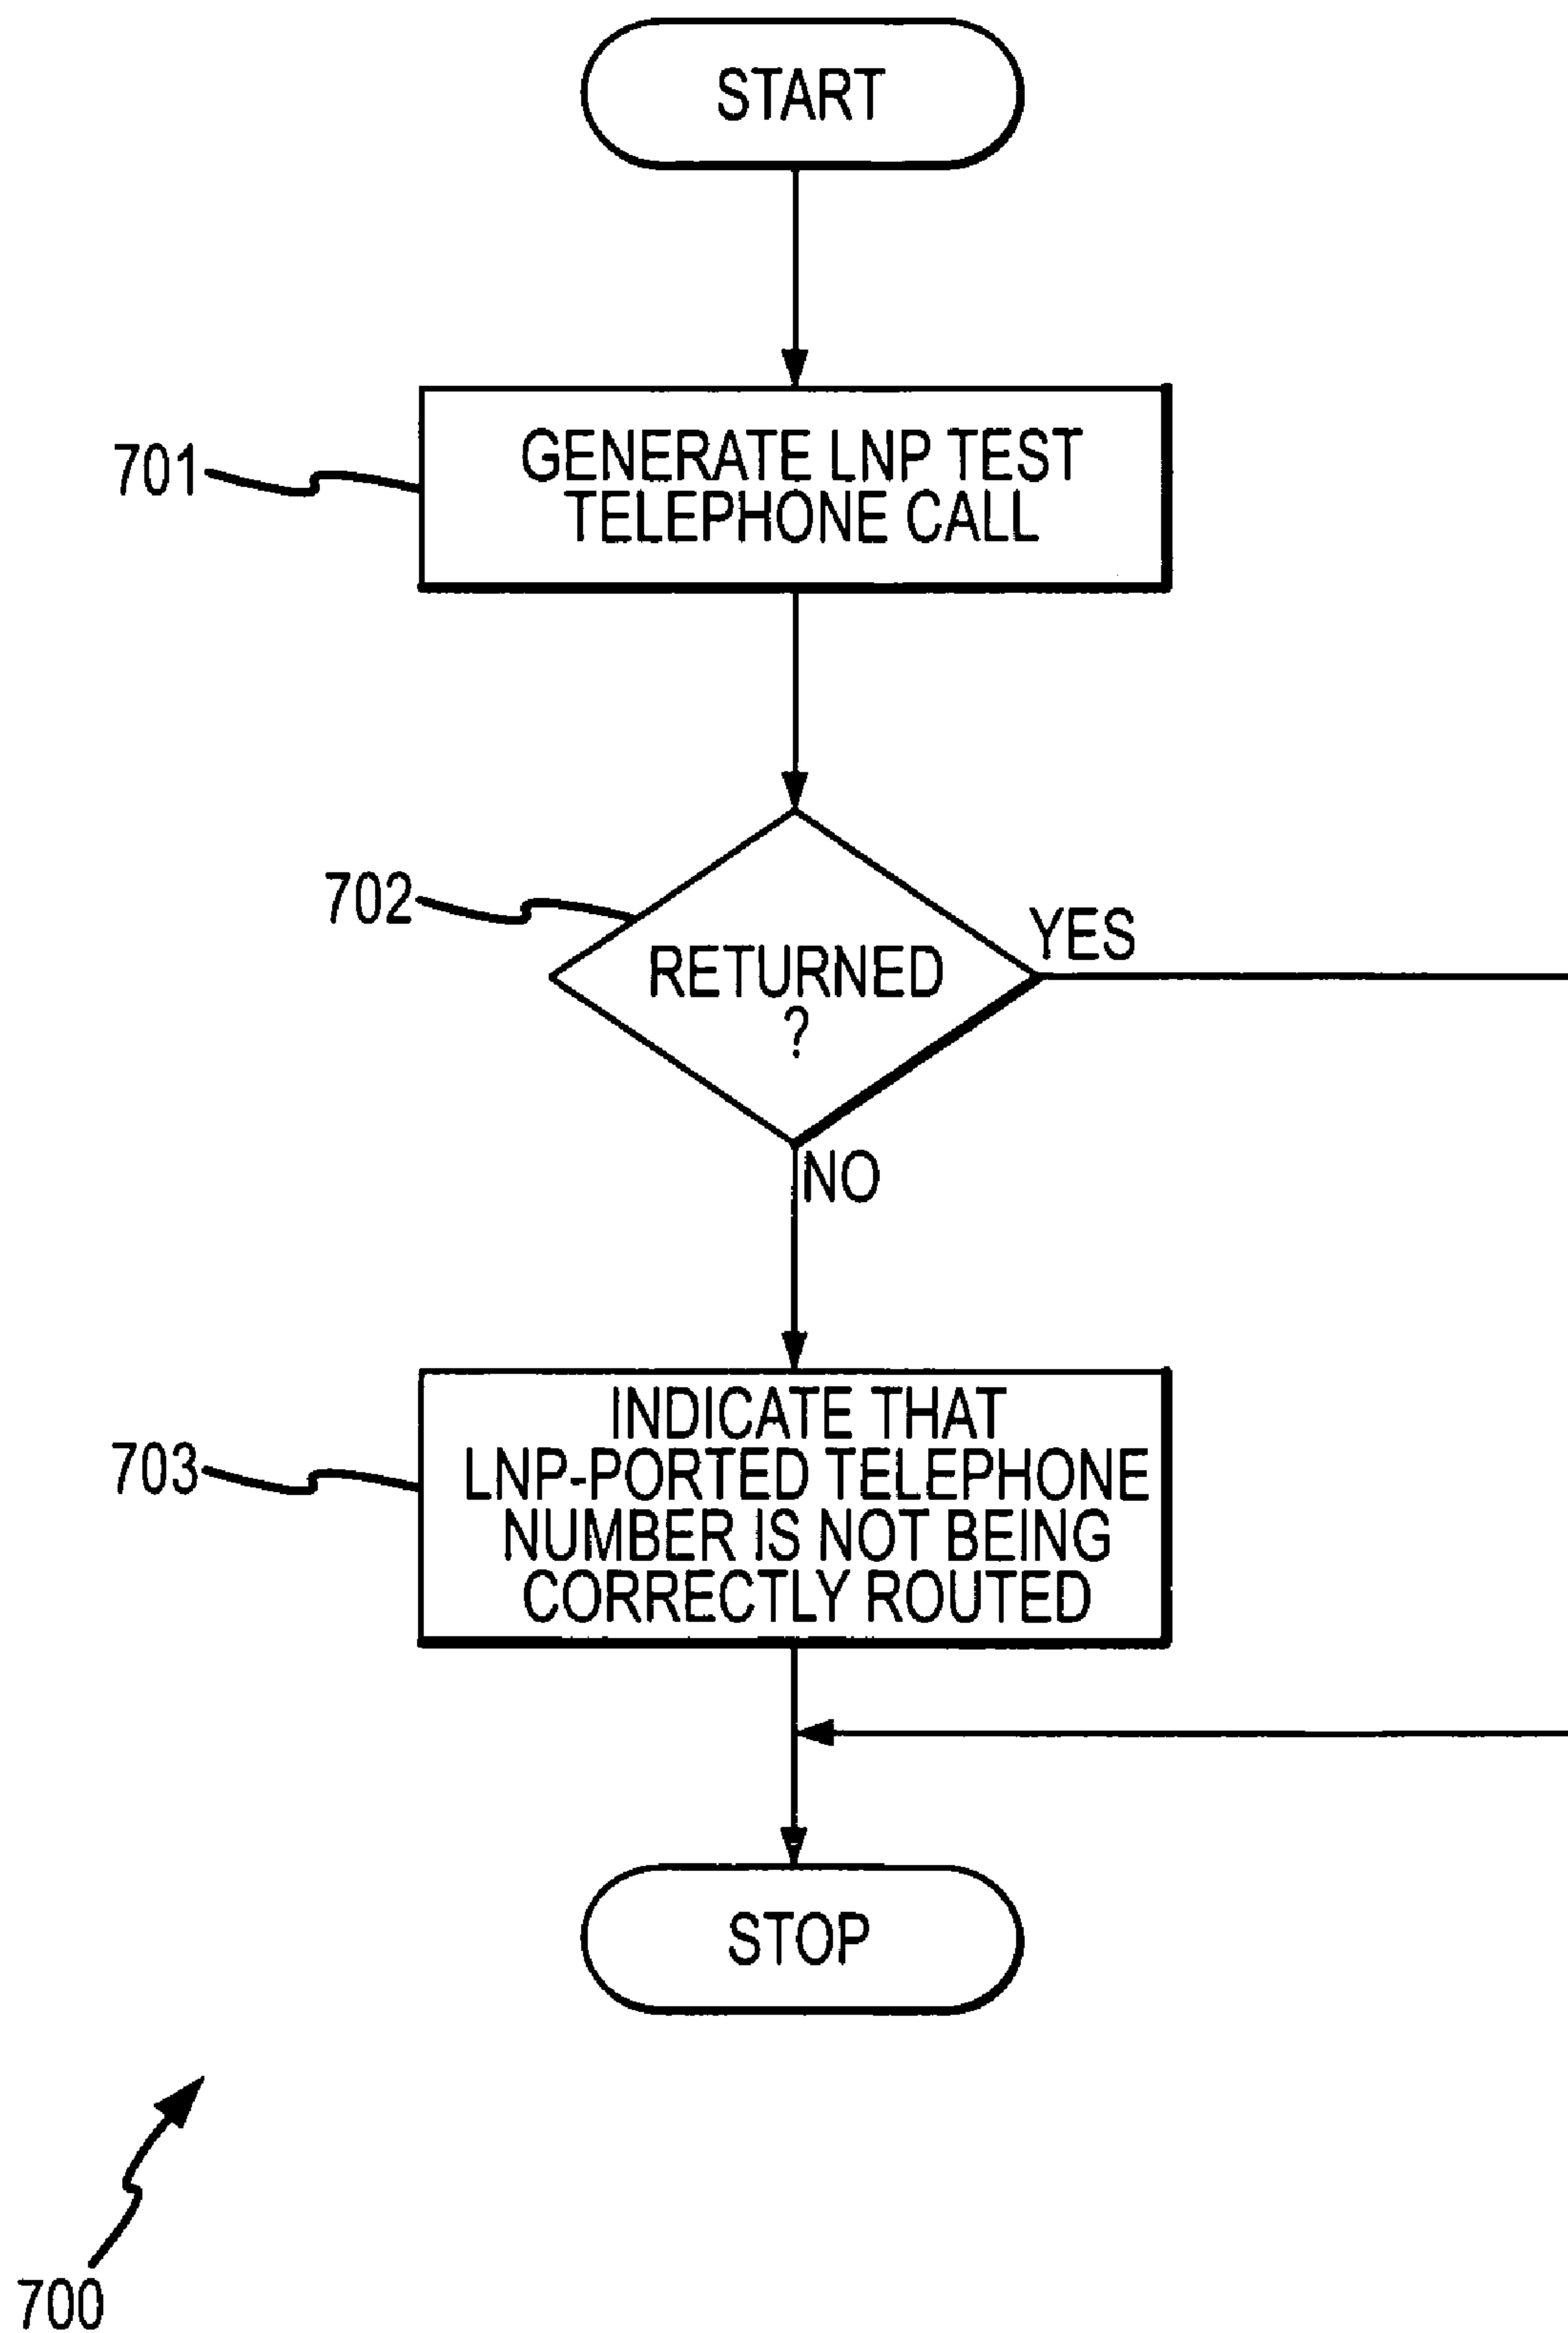 START
701
GENERATE LNP TEST
TELEPHONE CALL
702
RETURNED
?
YES
NO
703
INDICATE THAT
LNP-PORTED TELEPHONE
NUMBER IS NOT BEING
CORRECTLY ROUTED
STOP
700